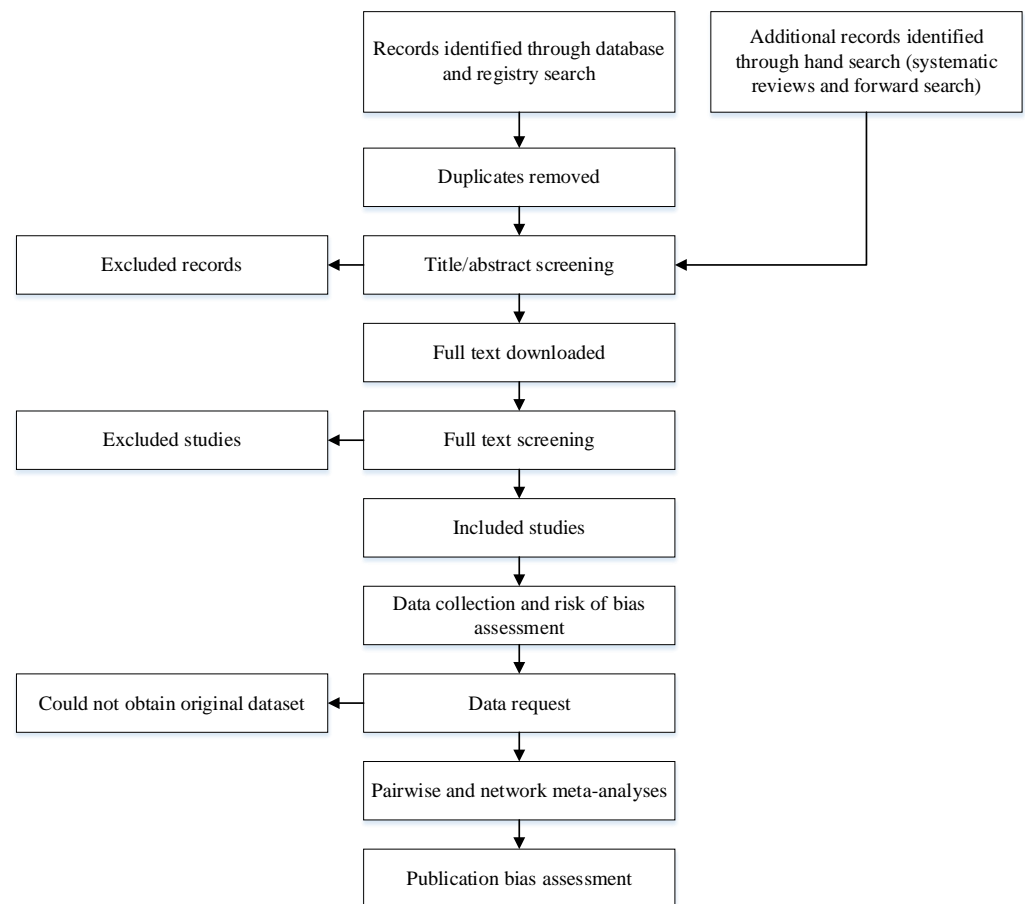 Records identified through database
and registry search
Additional records identified
through hand search (systematic
reviews and forward search)
Duplicates removed
Excluded records
Title/abstract screening
Full text downloaded
Excluded studies
Full text screening
Included studies
Data collection and risk of bias
assessment
Could not obtain original dataset
Data request
Pairwise and network meta-analyses
Publication bias assessment